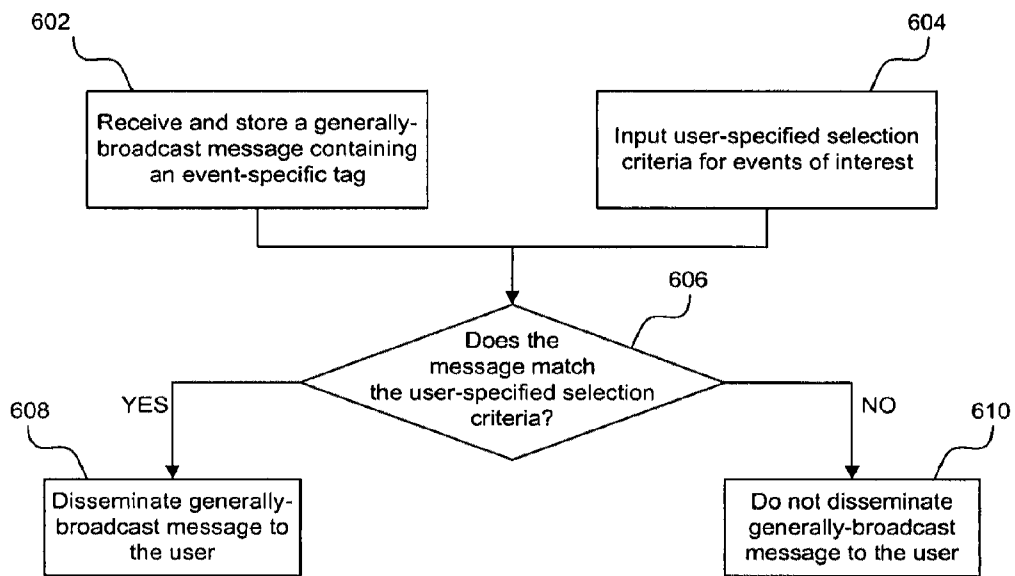 602
604
Receive and store a generally-
broadcast message containing
an event-specific tag
Input user-specified selection
criteria for events of interest
606
Does the
message match
the user-specified selection
criteria?
YES
NO
608
610
Disseminate generally-
broadcast message to
the user
Do not disseminate
generally-broadcast
message to the user